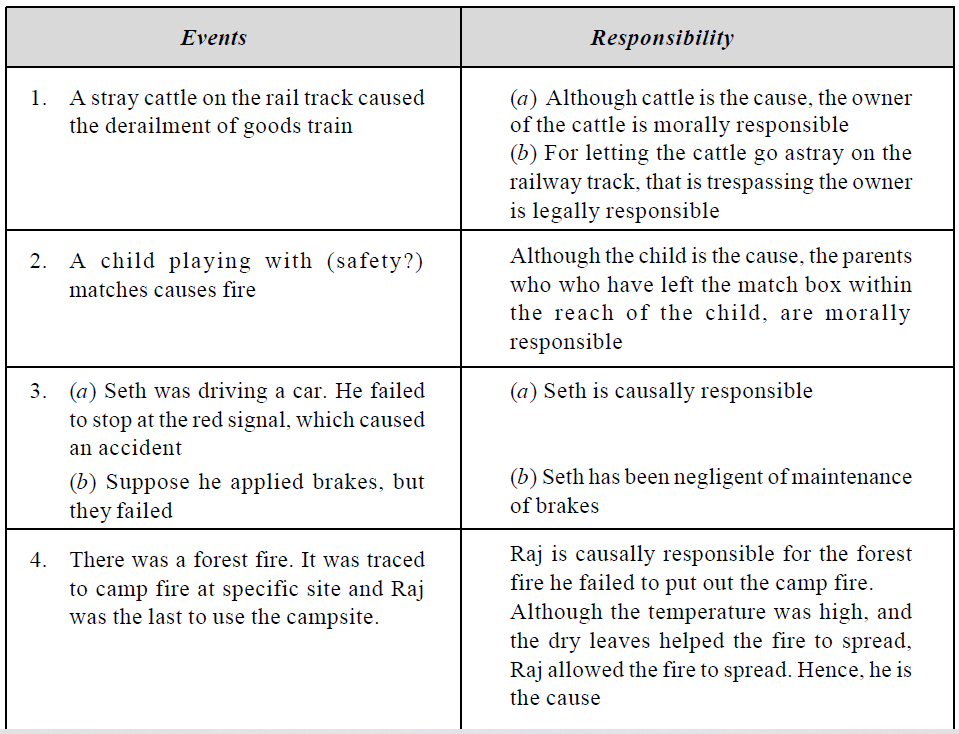 Events
Responsibility
1. A stray cattle on the rail track caused
the derailment of goods train
(a) Although cattle is the cause, the owner
of the cattle is morally responsible
(b) For letting the cattle go astray on the
railway track, that is trespassing the owner
is legally responsible
2. A child playing with (safety?)
matches causes fire
Although the child is the cause, the parents
who who have left the match box within
the reach of the child, are morally
responsible
3. (a) Seth was driving a car. He failed
to stop at the red signal, which caused
an accident
(b) Suppose he applied brakes, but
they failed
(a) Seth is causally responsible
(b) Seth has been negligent of maintenance
of brakes
4. There was a forest fire. It was traced
to camp fire at specific site and Raj
was the last to use the campsite.
Raj is causally responsible for the forest
fire he failed to put out the camp fire.
Although the temperature was high, and
the dry leaves helped the fire to spread,
Raj allowed the fire to spread. Hence, he is
the cause